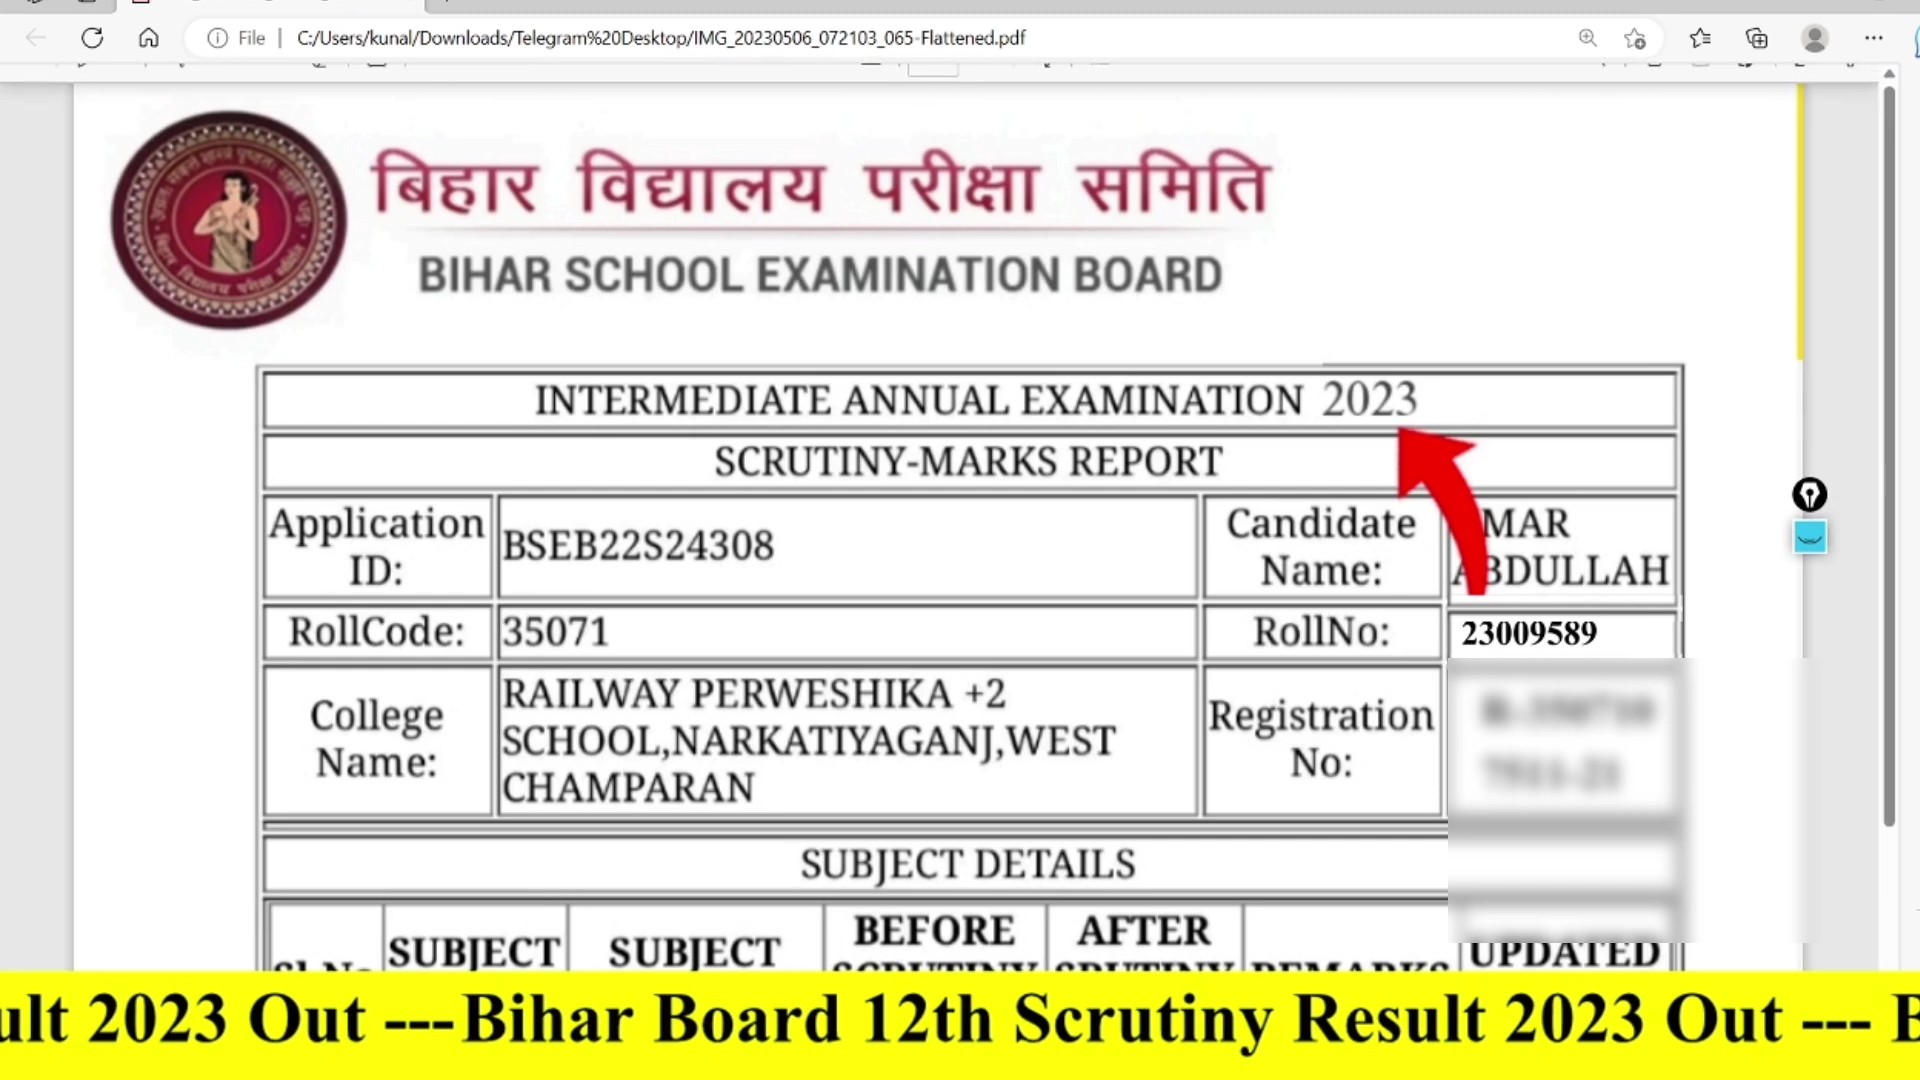 File | C:/Users/kunal/Downloads/Telegram%20Desktop/IMG_20230506_072103_065-Flattened.pdf
बिहार विद्यालय परीक्षा समिति
BIHAR SCHOOL EXAMINATION BOARD
INTERMEDIATE ANNUAL EXAMINATION 2023
SCRUTINY-MARKS REPORT
Application ID: BSEB22S24308 Candidate Name: MAR ABDULLAH
RollCode: 35071 RollNo: 23009589
College Name: RAILWAY PERWESHIKA +2 SCHOOL,NARKATIYAGANJ,WEST CHAMPARAN Registration No:
SUBJECT DETAILS
SUBJECT SUBJECT BEFORE AFTER REMARKS UPDATED
ult 2023 Out ---Bihar Board 12th Scrutiny Result 2023 Out --- B